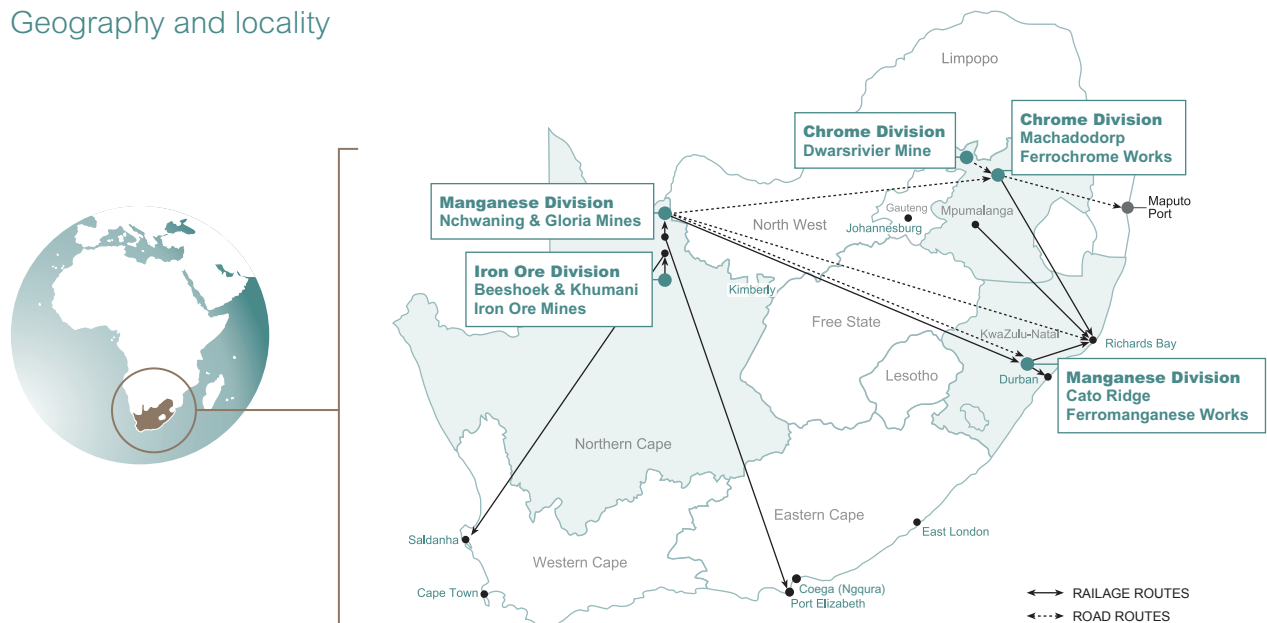 Geography and locality
Limpopo
Chrome Division
Dwarsrivier Mine
Chrome Division
Machadodorp
Ferrochrome Works
Manganese Division
Nchwaning & Gloria Mines
Maputo
Port
Gauteng
Mpumalanga
North West
Johannesburg
Iron Ore Division
Beeshoek & Khumani
Iron Ore Mines
Kimberly
Free State
KwaZulu-Natal
Richards Bay
Lesotho
Durban
Manganese Division
Cato Ridge
Ferromanganese Works
Northern Cape
Eastern Cape
East London
Saldanha
Western Cape
Cape Town
Coega (Ngqura)
Port Elizabeth
RAILAGE ROUTES
ROAD ROUTES